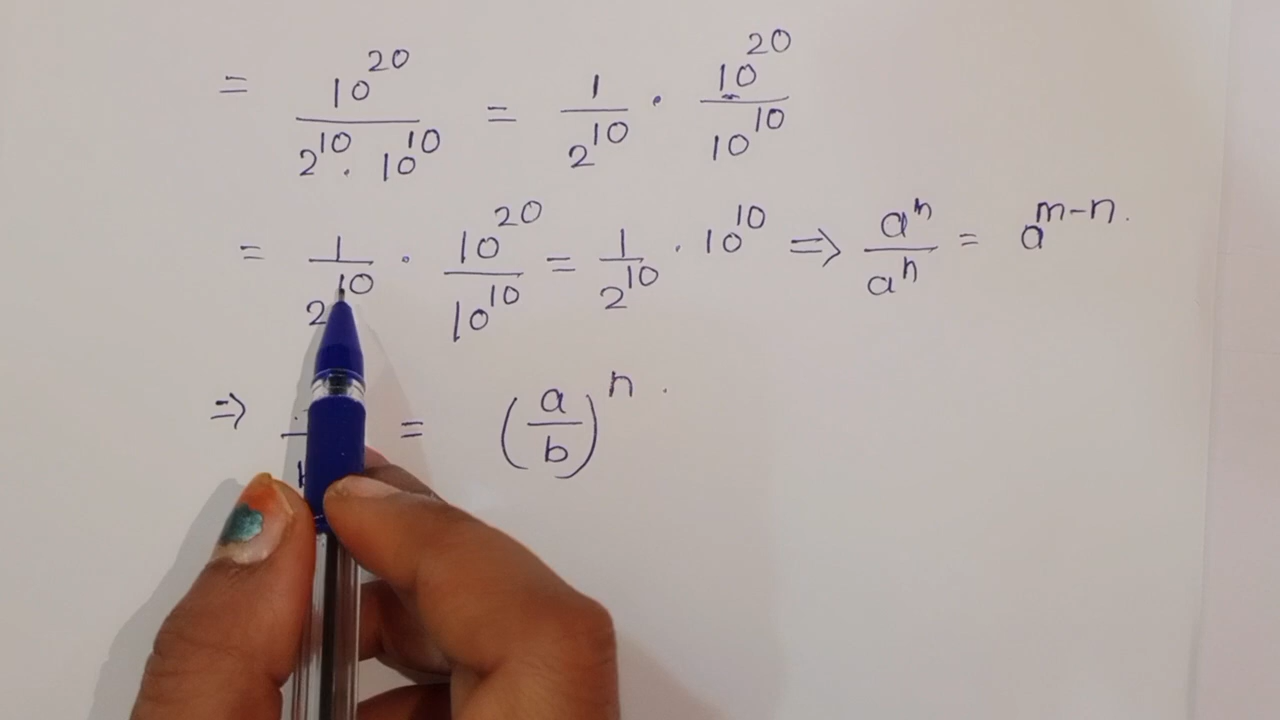 = 10^20 / 2^10 . 10^10 = 1 / 2^10 . 10^20 / 10^10
= 1 / 2^10 . 10^20 / 10^10 = 1 / 2^10 . 10^10 ⇒ a^n / a^n = a^m-n.
⇒ = (a / b)^n .